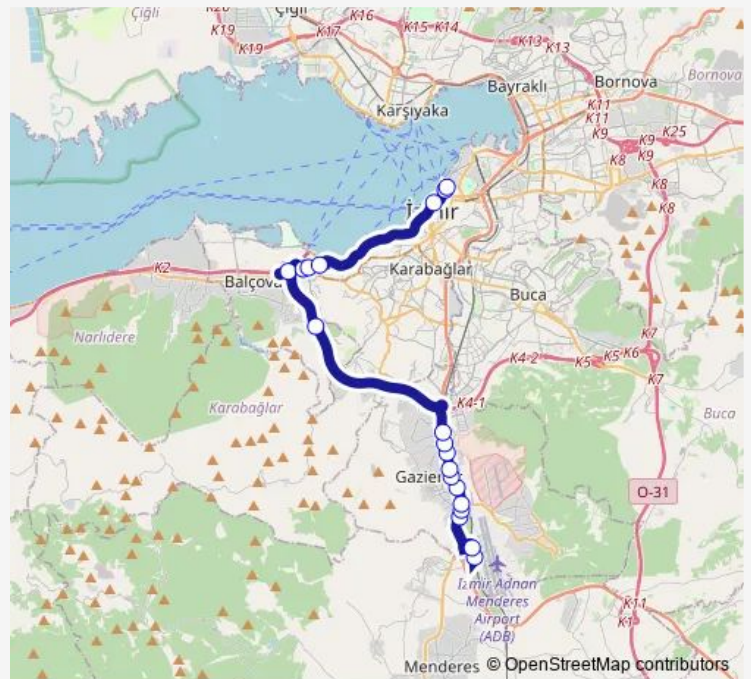 Çiğli
Çiğli
K16
K19
K19
K17
K15
K14
K13
K13
Bayraklı
Bornova
Bornova
Karşıyaka
K11
K11
K9
K9
K25
K9
K8
K8
K8
İzmir
K2
Balçova
Karabağlar
Buca
Narlıdere
K7
K4-2
K5
K5
K6
K7
Karabağlar
K4-1
Buca
Gaziemir
O-31
İzmir Adnan
Menderes
Airport
(ADB)
K11
K1
Menderes
© OpenStreetMap contributors